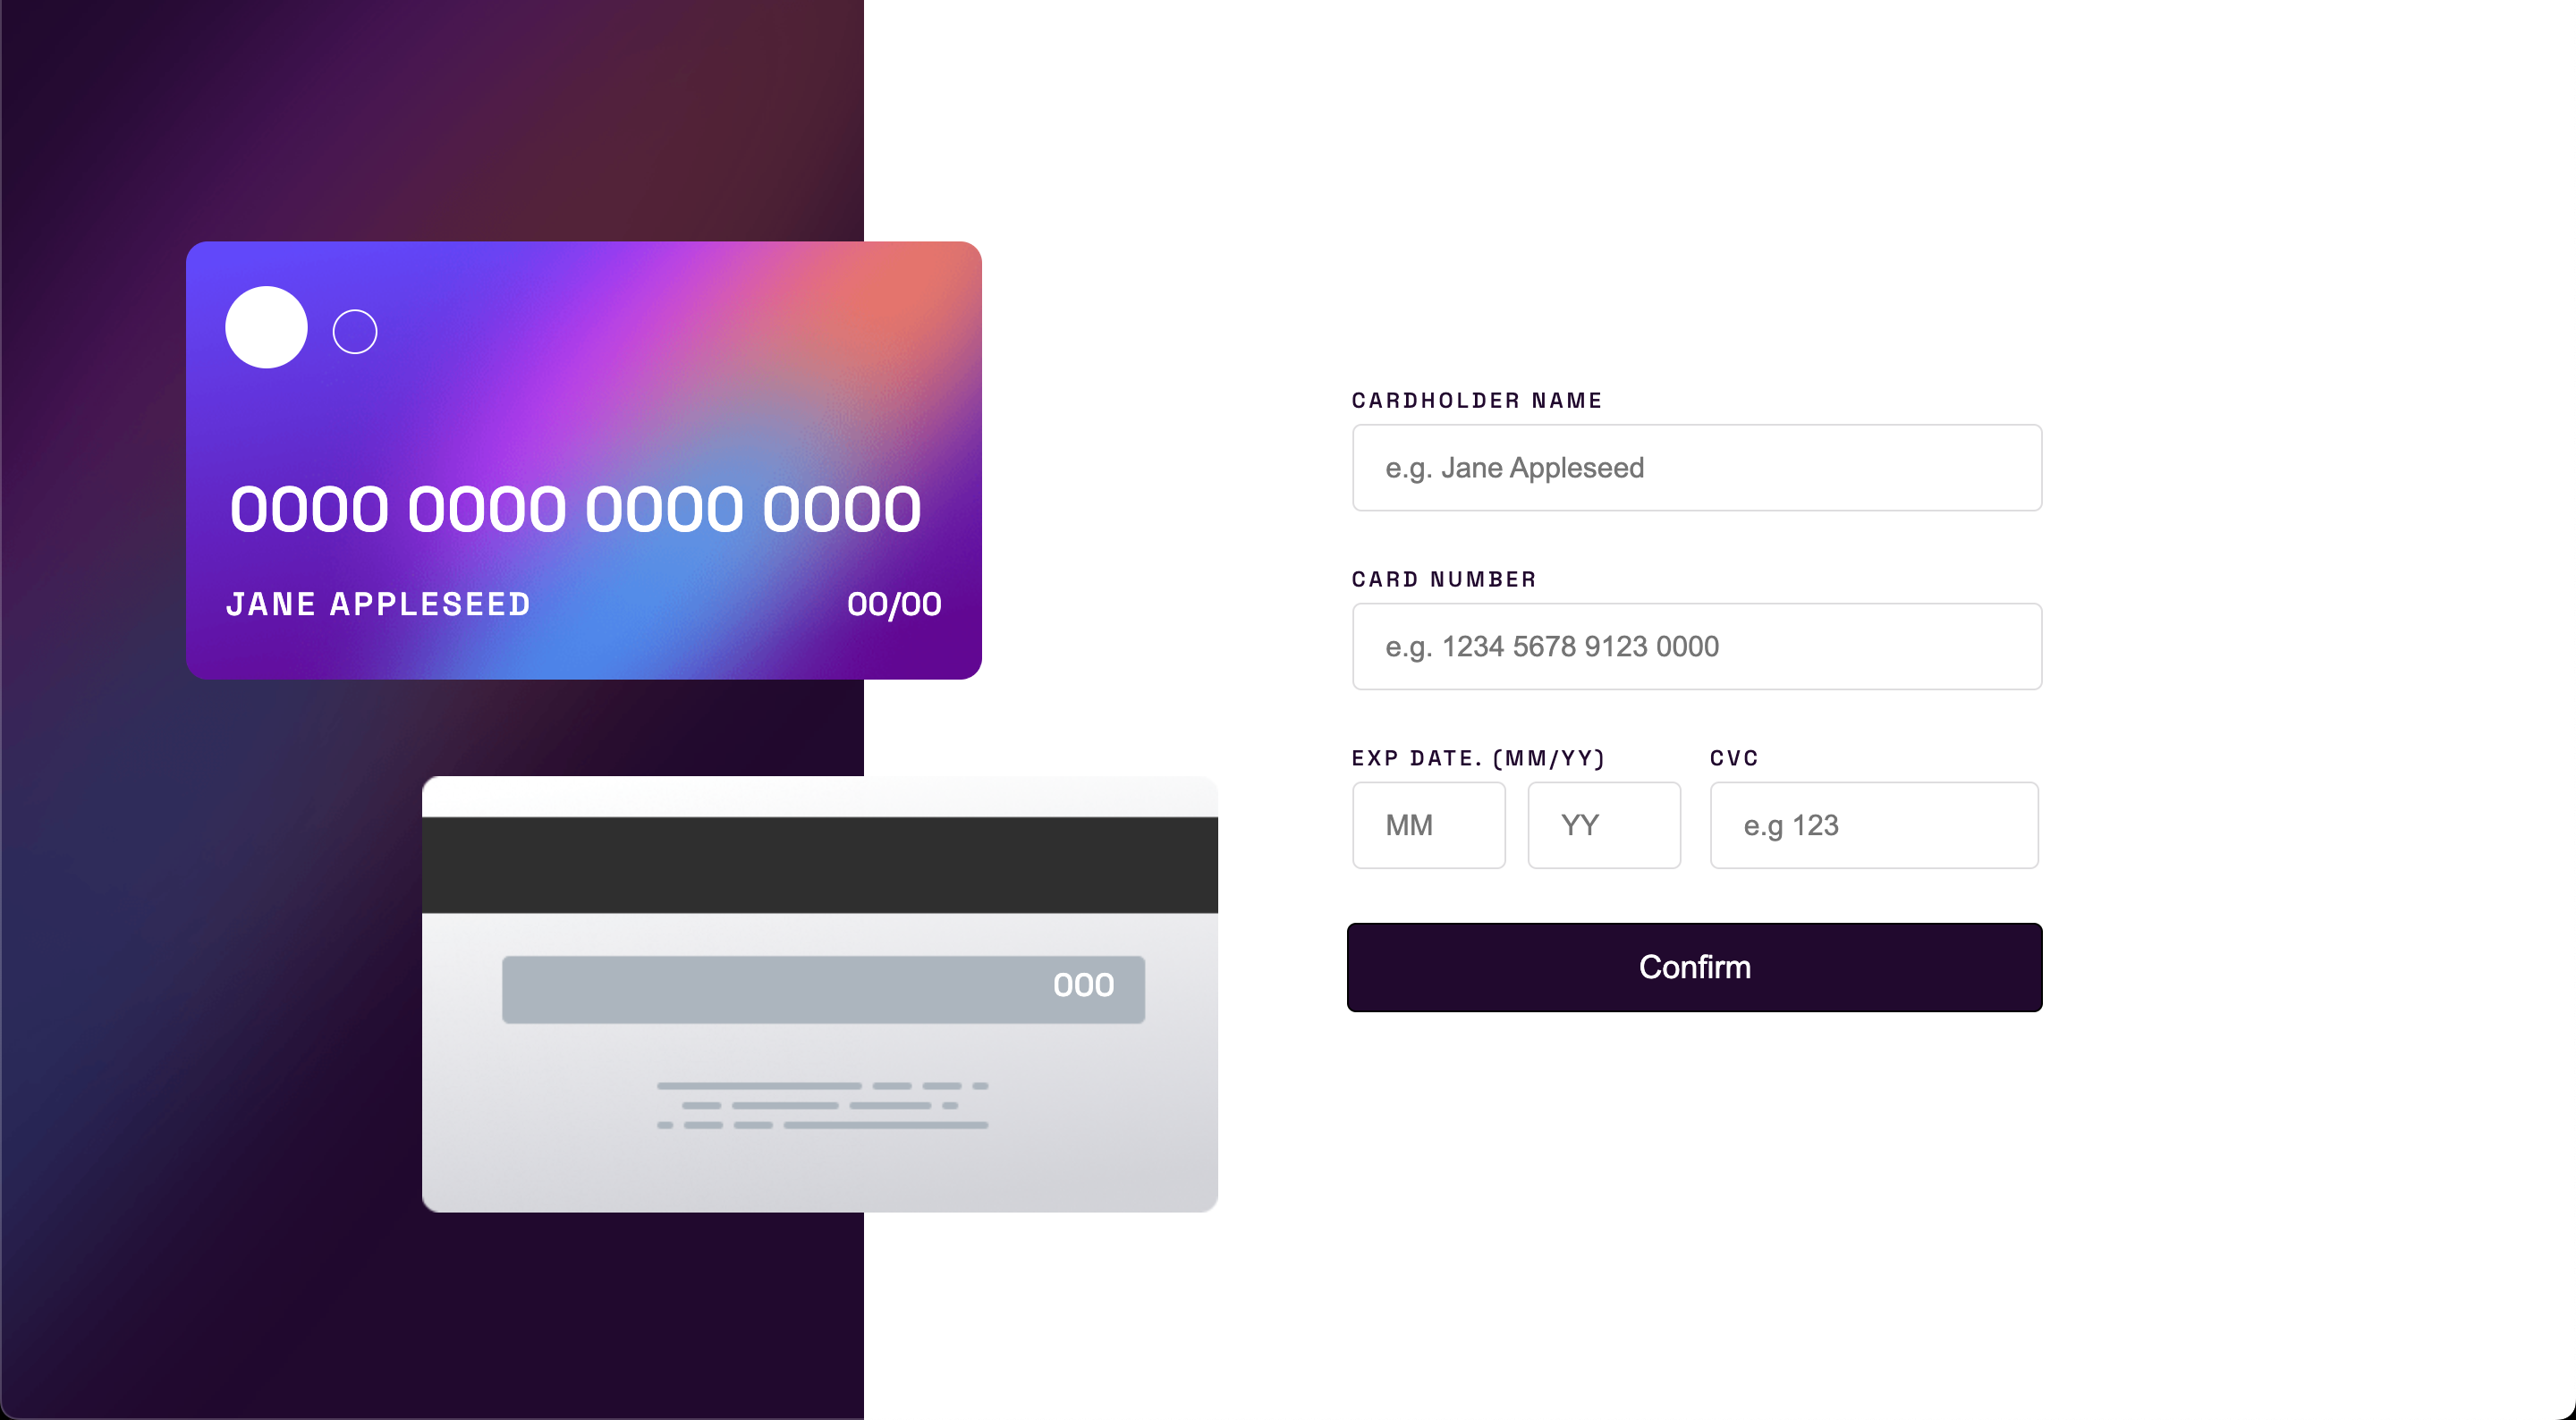 0000 0000 0000 0000
JANE APPLESEED 00/00
000
CARDHOLDER NAME
e.g. Jane Appleseed
CARD NUMBER
e.g. 1234 5678 9123 0000
EXP DATE. (MM/YY) CVC
MM YY e.g 123
Confirm